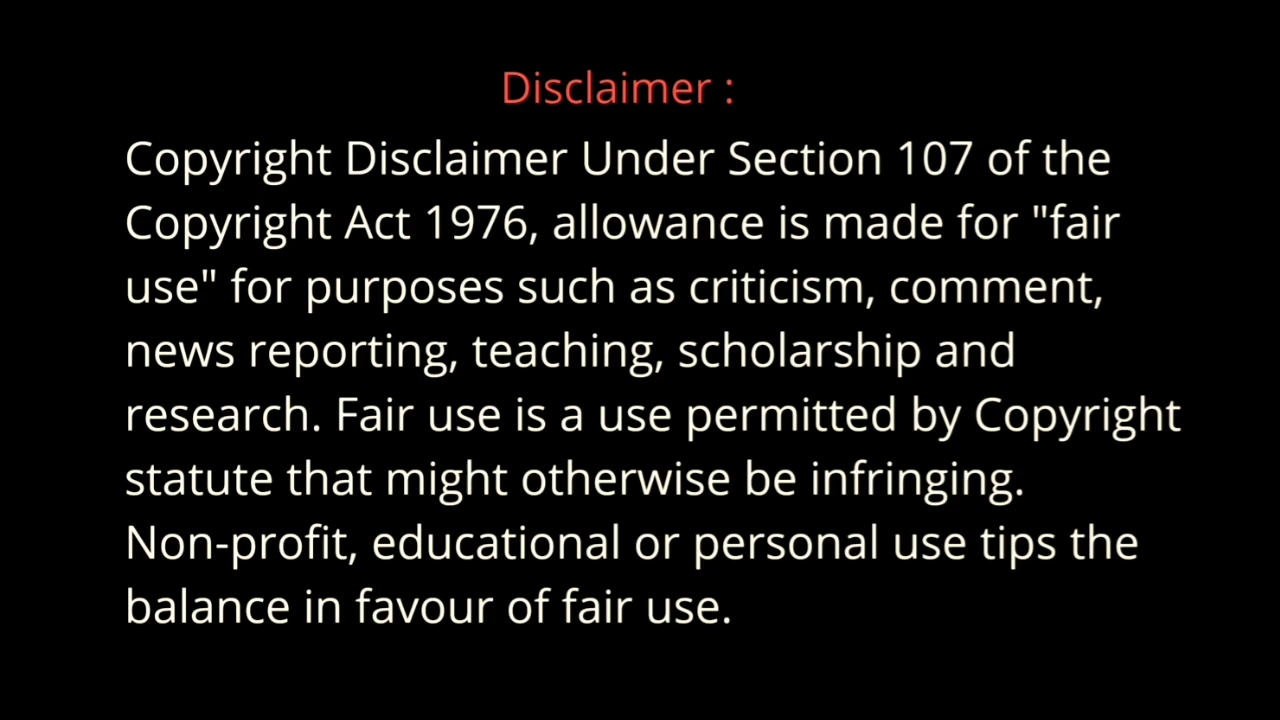 Disclaimer :
Copyright Disclaimer Under Section 107 of the
Copyright Act 1976, allowance is made for "fair
use" for purposes such as criticism, comment,
news reporting, teaching, scholarship and
research. Fair use is a use permitted by Copyright
statute that might otherwise be infringing.
Non-profit, educational or personal use tips the
balance in favour of fair use.